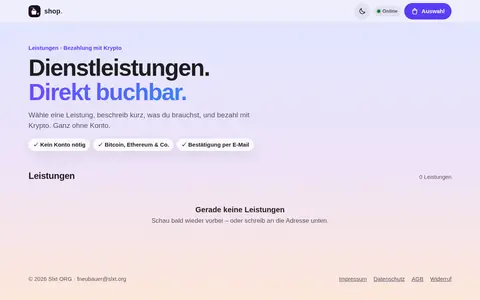 shop.
Online
Auswahl
Leistungen · Bezahlung mit Krypto
Dienstleistungen.
Direkt buchbar.
Wähle eine Leistung, beschreib kurz, was du brauchst, und bezahl mit
Krypto. Ganz ohne Konto.
✓ Kein Konto nötig ✓ Bitcoin, Ethereum & Co. ✓ Bestätigung per E-Mail
Leistungen
0 Leistungen
Gerade keine Leistungen
Schau bald wieder vorbei – oder schreib an die Adresse unten.
© 2026 Slxt ORG · fneubauer@slxt.org
Impressum Datenschutz AGB Widerruf